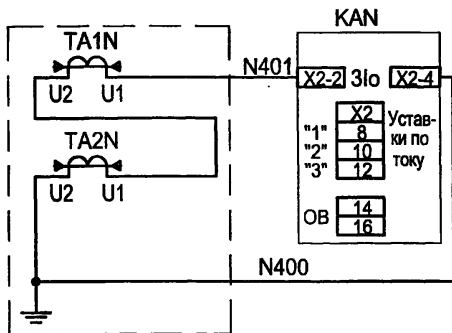 KAN
TA1N
N401
U2 U1
X2-2 3Io X2-4
X2
"1" 8
"2" 10
"3" 12
Устав-
ки по
току
TA2N
U2 U1
ОВ
14
16
N400